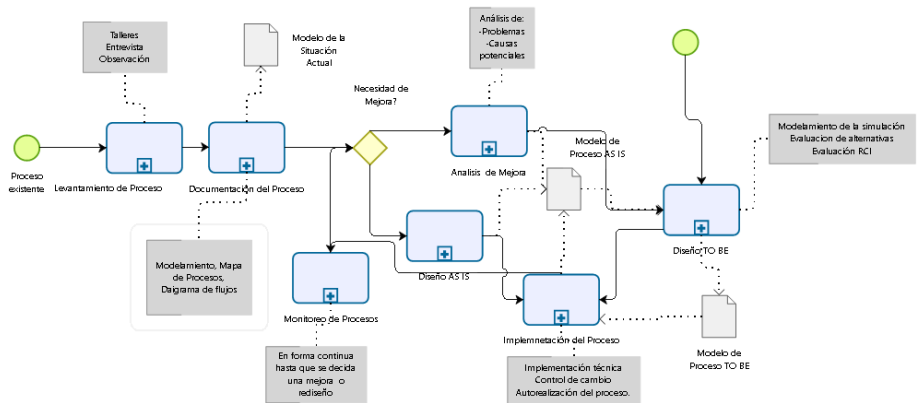 Talleres
Entrevista
Observación
Modelo de la
Situación
Actual
Análisis de:
-Problemas
-Causas
potenciales
Necesidad de
Mejora?
Proceso
existente
Levantamiento de Proceso
Documentación del Proceso
Analisis de Mejora
Modelo de
Proceso AS IS
Modelamiento de la simulación
Evaluacion de alternativas
Evaluación RCI
Modelamiento, Mapa
de Procesos,
Daigrama de flujos
Diseño AS IS
Diseño TO BE
Monitoreo de Procesos
Implemnetación del Proceso
Modelo de
Proceso TO BE
En forma continua
hasta que se decida
una mejora o
rediseño
Implementación técnica
Control de cambio
Autorealización del proceso.